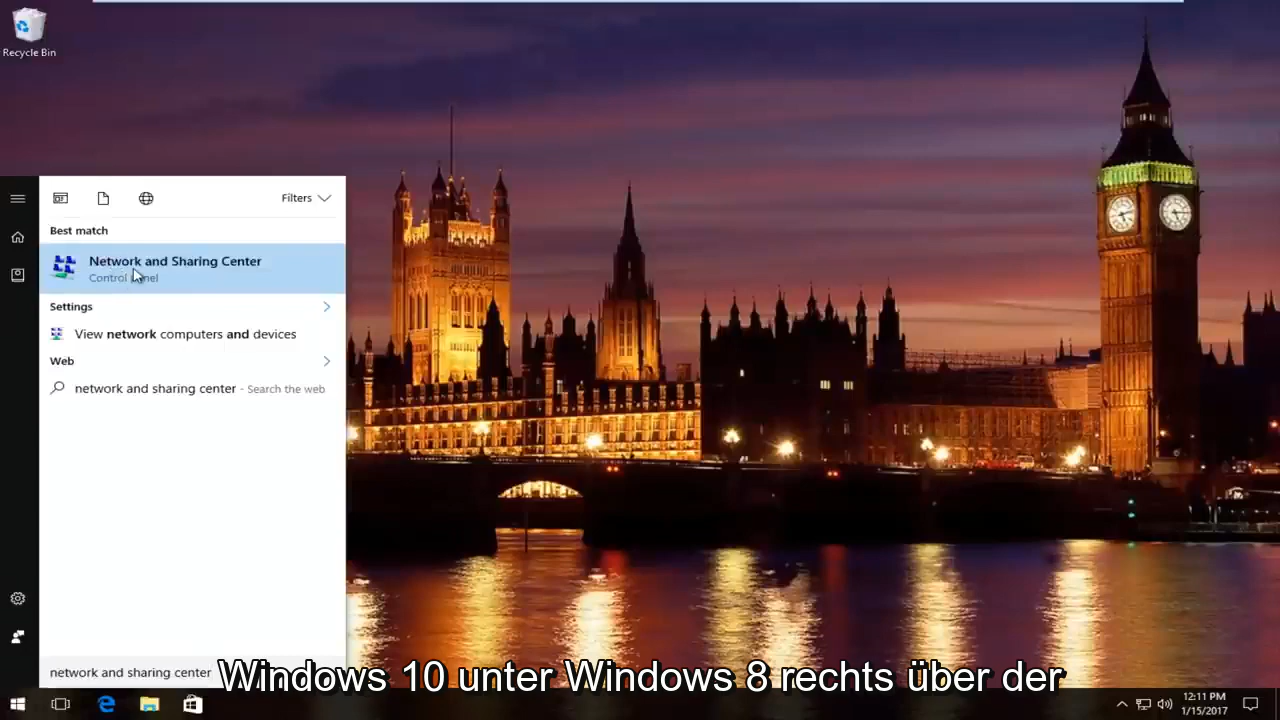 Recycle Bin
Filters
Best match
Network and Sharing Center
Control Panel
Settings
View network computers and devices
Web
network and sharing center - Search the web
network and sharing center
Windows 10 unter Windows 8 rechts über der
12:11 PM
1/15/2017